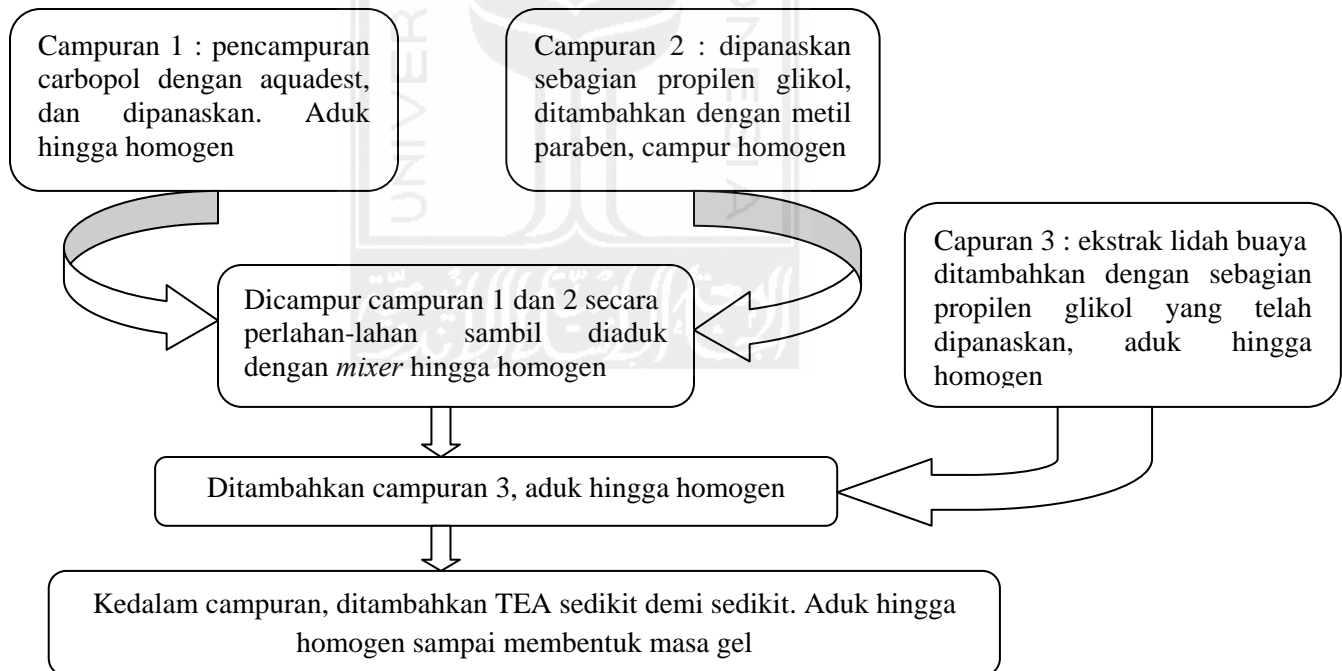 Campuran 1 : pencampuran
carbopol dengan aquadest,
dan dipanaskan. Aduk
hingga homogen
Campuran 2 : dipanaskan
sebagian propilen glikol,
ditambahkan dengan metil
paraben, campur homogen
Capuran 3 : ekstrak lidah buaya
ditambahkan dengan sebagian
propilen glikol yang telah
dipanaskan, aduk hingga
homogen
Dicampur campuran 1 dan 2 secara
perlahan-lahan sambil diaduk
dengan mixer hingga homogen
Ditambahkan campuran 3, aduk hingga homogen
Kedalam campuran, ditambahkan TEA sedikit demi sedikit. Aduk hingga
homogen sampai membentuk masa gel